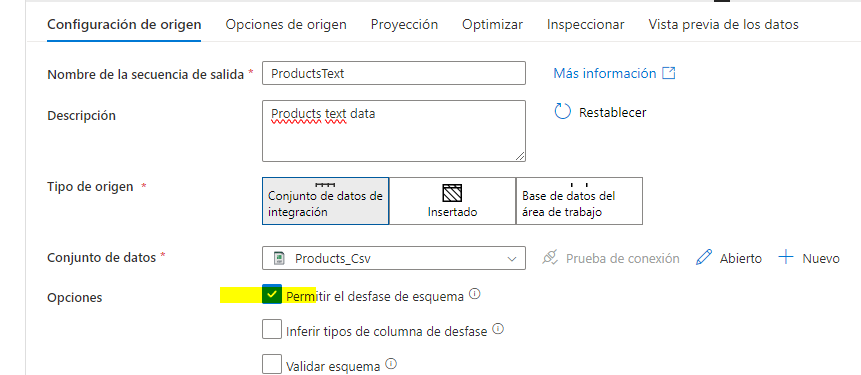 Configuración de origen Opciones de origen Proyección Optimizar Inspeccionar Vista previa de los datos
Nombre de la secuencia de salida * ProductsText Más información
Descripción Products text data Restablecer
Tipo de origen * Conjunto de datos de integración Insertado Base de datos del área de trabajo
Conjunto de datos * Products_Csv Prueba de conexión Abierto Nuevo
Opciones Permitir el desfase de esquema
Inferir tipos de columna de desfase
Validar esquema